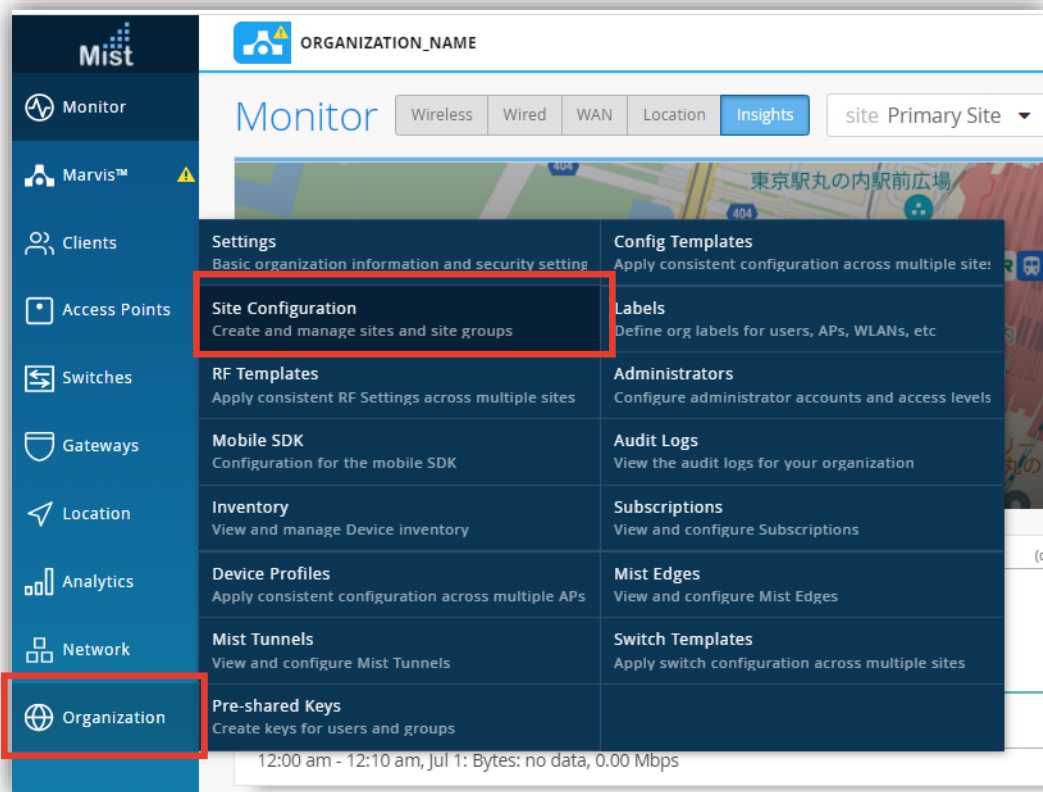 Mist
ORGANIZATION_NAME
Monitor
Marvis™
Clients
Access Points
Switches
Gateways
Location
Analytics
Network
Organization
Monitor
Wireless
Wired
WAN
Location
Insights
site Primary Site
404
東京駅丸の内駅前広場
404
Settings
Basic organization information and security setting
Config Templates
Apply consistent configuration across multiple sites
Site Configuration
Create and manage sites and site groups
Labels
Define org labels for users, APs, WLANs, etc
RF Templates
Apply consistent RF Settings across multiple sites
Administrators
Configure administrator accounts and access levels
Mobile SDK
Configuration for the mobile SDK
Audit Logs
View the audit logs for your organization
Inventory
View and manage Device inventory
Subscriptions
View and configure Subscriptions
Device Profiles
Apply consistent configuration across multiple APs
Mist Edges
View and configure Mist Edges
Mist Tunnels
View and configure Mist Tunnels
Switch Templates
Apply switch configuration across multiple sites
Pre-shared Keys
Create keys for users and groups
12:00 am - 12:10 am, Jul 1: Bytes: no data, 0.00 Mbps